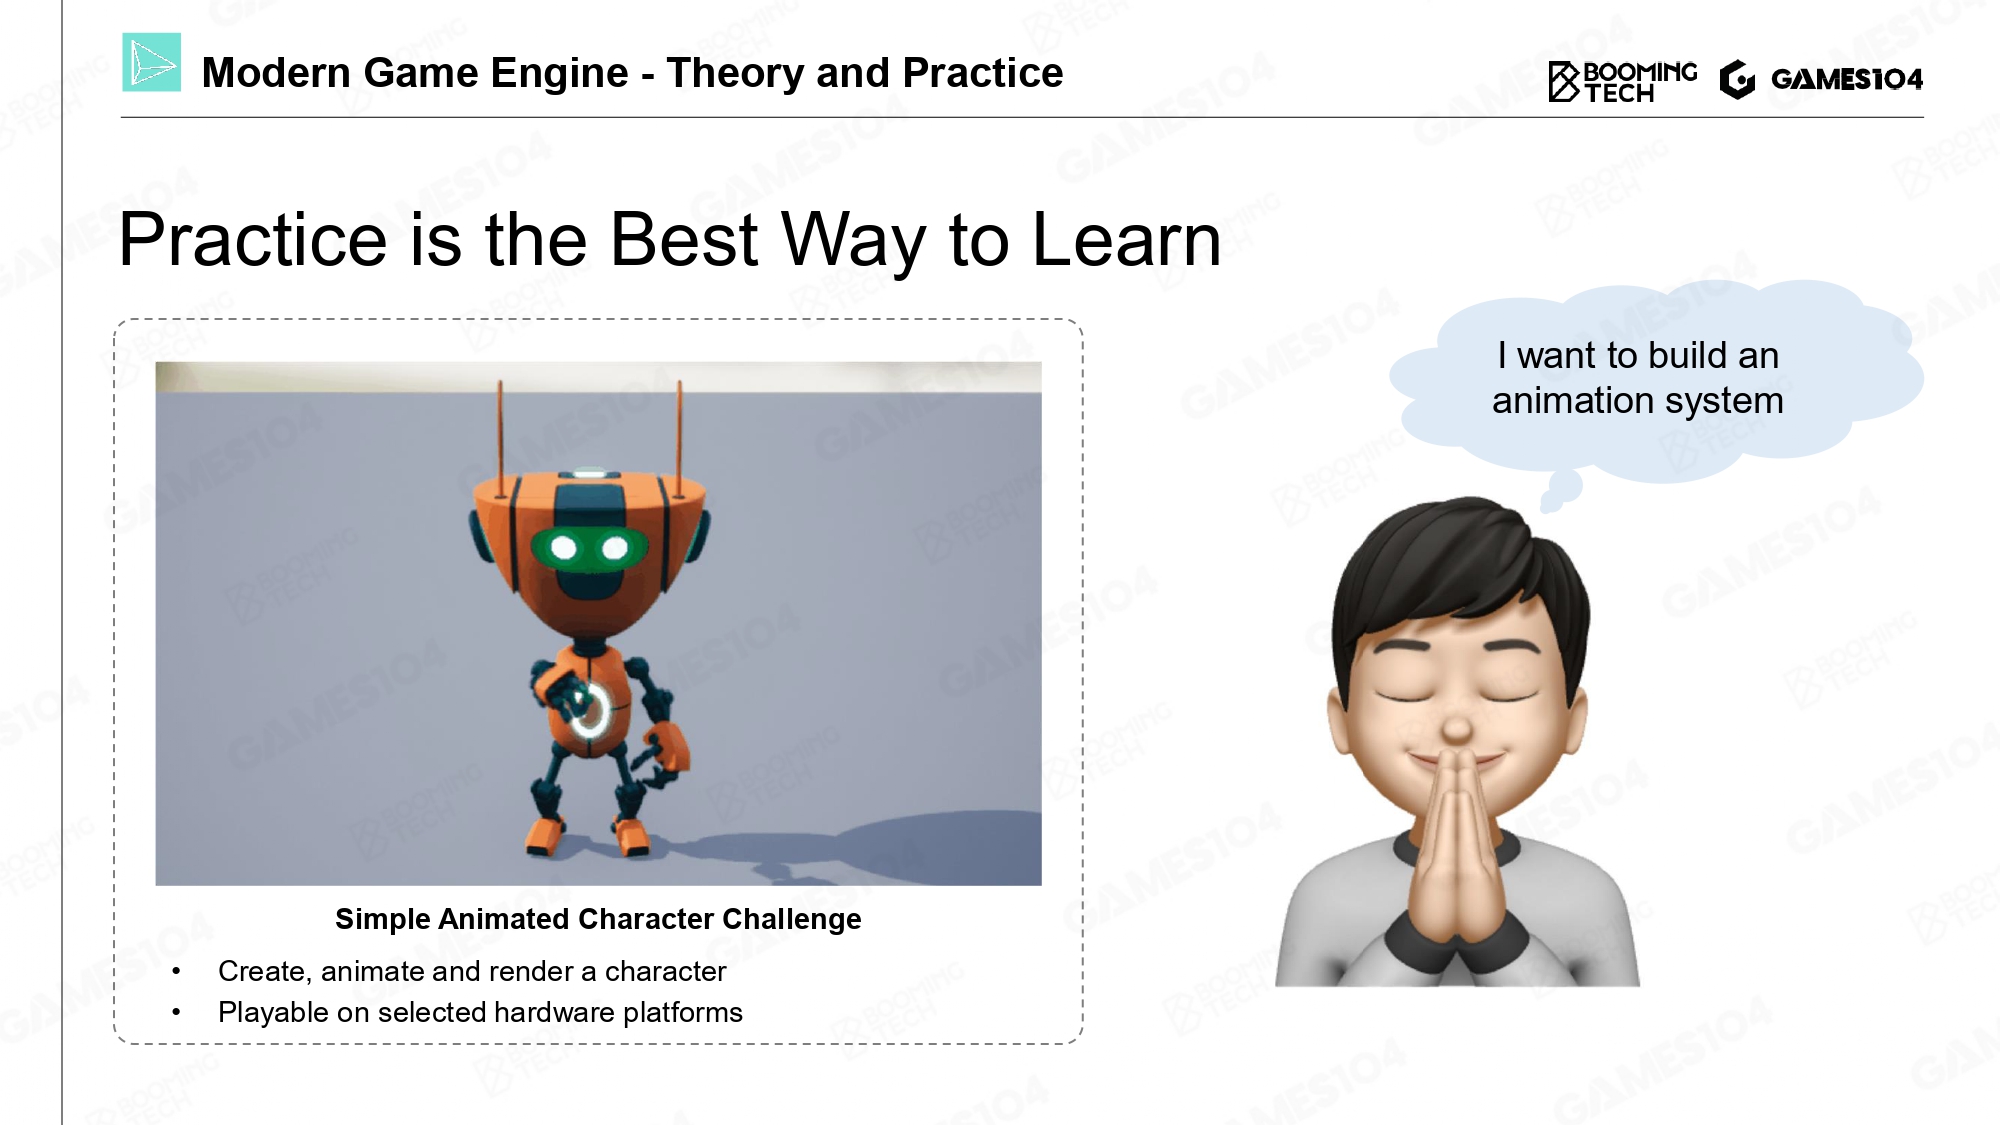 Modern Game Engine - Theory and Practice
BOOMING
TECH
GAMES104
Practice is the Best Way to Learn
I want to build an
animation system
Simple Animated Character Challenge
• Create, animate and render a character
• Playable on selected hardware platforms